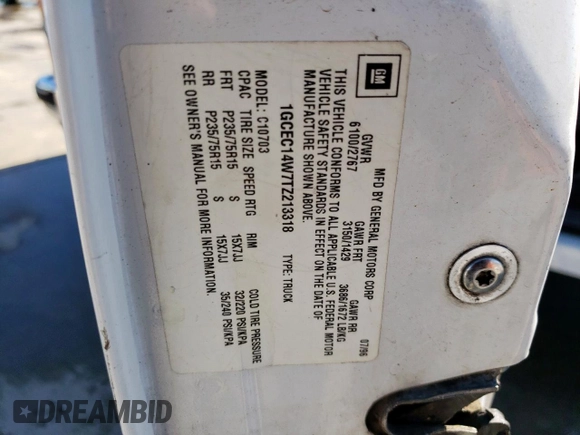 GM
MFD BY GENERAL MOTORS CORP 07/96
GVWR GAWR FRT GAWR RR
6100/2767 3150/1429 3686/1672 LB/KG
THIS VEHICLE CONFORMS TO ALL APPLICABLE U.S. FEDERAL MOTOR
VEHICLE SAFETY STANDARDS IN EFFECT ON THE DATE OF
MANUFACTURE SHOWN ABOVE.
1GCEC14W7TZ213318 TYPE: TRUCK
MODEL: C10703
CPAC TIRE SIZE SPEED RTG RIM COLD TIRE PRESSURE
FRT P235/75R15 S 15X7JJ 32/220 PSI/KPA
RR P235/75R15 S 15X7JJ 35/240 PSI/KPA
SEE OWNER'S MANUAL FOR MORE INFORMATION.
DREAMBID